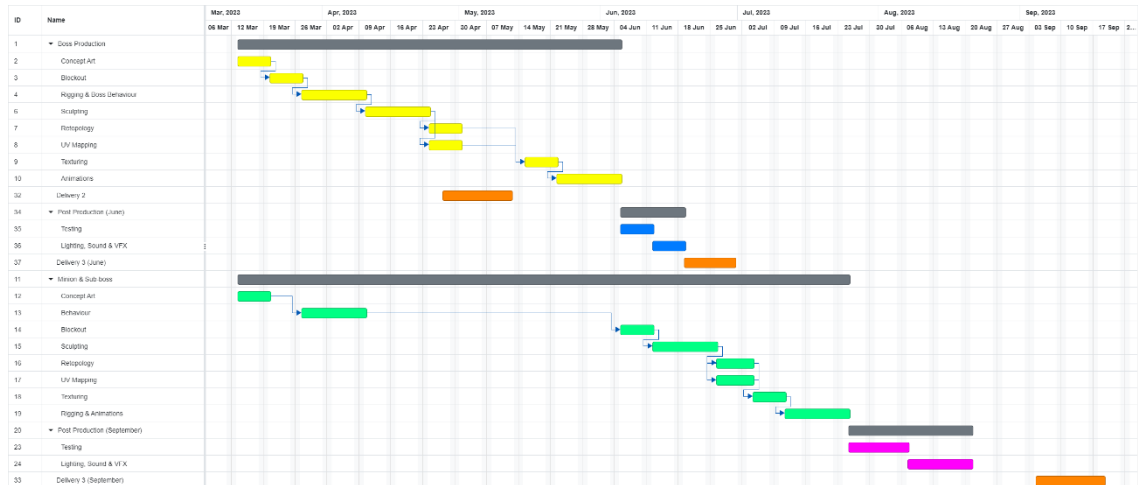 ID Name Mar, 2023 Apr, 2023 May, 2023 Jun, 2023 Jul, 2023 Aug, 2023 Sep, 2023
06 Mar 12 Mar 19 Mar 26 Mar 02 Apr 09 Apr 16 Apr 23 Apr 30 Apr 07 May 14 May 21 May 28 May 04 Jun 11 Jun 18 Jun 25 Jun 02 Jul 09 Jul 16 Jul 23 Jul 30 Jul 06 Aug 13 Aug 20 Aug 27 Aug 03 Sep 10 Sep 17 Sep 2...
1 Boss Production
2 Concept Art
3 Blockout
4 Rigging & Boss Behaviour
6 Sculpting
7 Retopology
8 UV Mapping
9 Texturing
10 Animations
32 Delivery 2
34 Post Production (June)
35 Testing
36 Lighting, Sound & VFX
37 Delivery 3 (June)
11 Minion & Sub-boss
12 Concept Art
13 Behaviour
14 Blockout
15 Sculpting
16 Retopology
17 UV Mapping
18 Texturing
19 Rigging & Animations
20 Post Production (September)
23 Testing
24 Lighting, Sound & VFX
33 Delivery 3 (September)